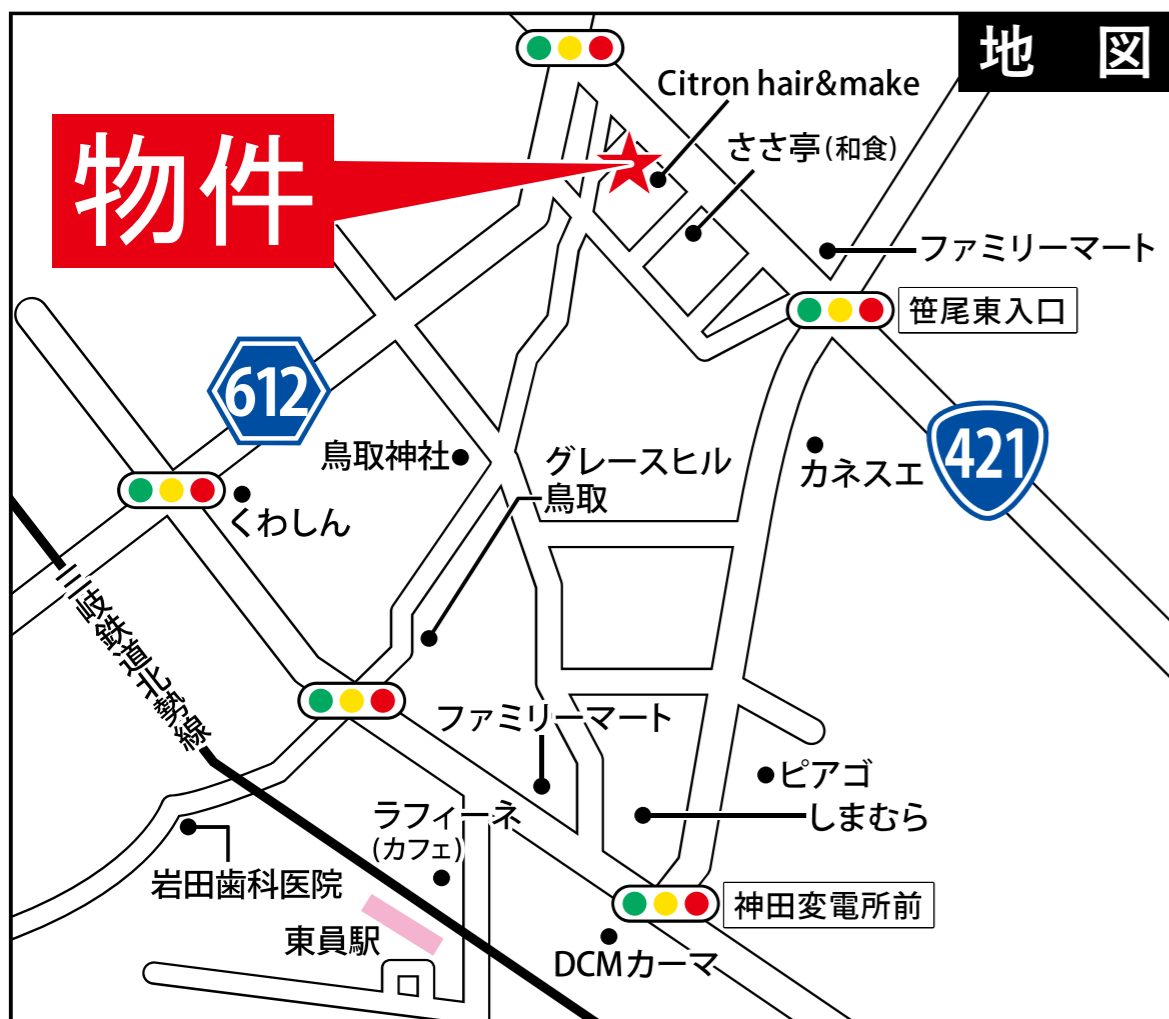 地 図
Citron hair&make
物件
ささ亭(和食)
ファミリーマート
笹尾東入口
612
421
鳥取神社
グレースヒル
鳥取
カネスエ
くわしん
三岐鉄道北勢線
ファミリーマート
ピアゴ
ラフィーネ
(カフェ)
しまむら
岩田歯科医院
神田変電所前
東員駅
DCMカーマ